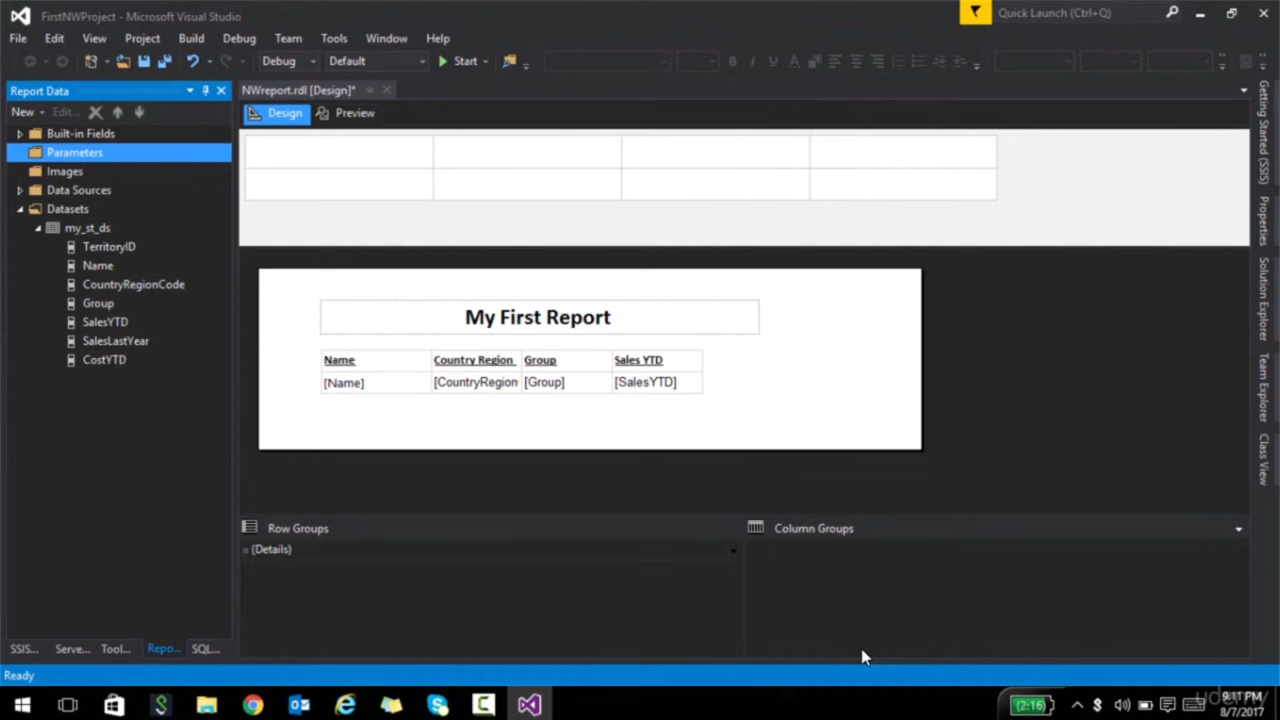 FirstNWProject - Microsoft Visual Studio
Quick Launch (Ctrl+Q)
File Edit View Project Build Debug Team Tools Window Help
Debug Default Start
Report Data
NWreport.rdl [Design]*
New Edit...
Design Preview
Built-in Fields
Parameters
Images
Data Sources
Datasets
my_st_ds
TerritoryID
Name
CountryRegionCode
Group
SalesYTD
SalesLastYear
CostYTD
My First Report
Name Country Region Group Sales YTD
[Name] [CountryRegion [Group] [SalesYTD]
Row Groups
Column Groups
(Details)
Getting Started (SSIS)
Properties
Solution Explorer
Team Explorer
Class View
SSIS... Serve... Tool... Repo... SQL...
Ready
(2:16)
9:11 PM
8/7/2017
udemy